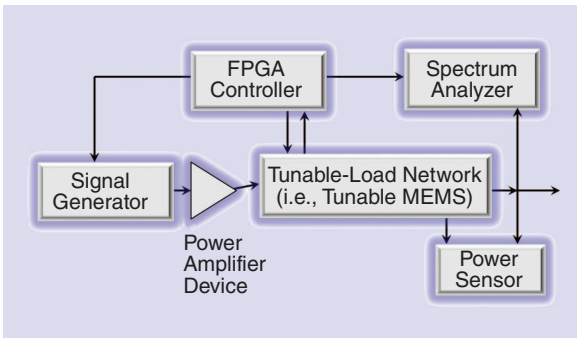 FPGA
Controller
Spectrum
Analyzer
Signal
Generator
Tunable-Load Network
(i.e., Tunable MEMS)
Power
Amplifier
Device
Power
Sensor